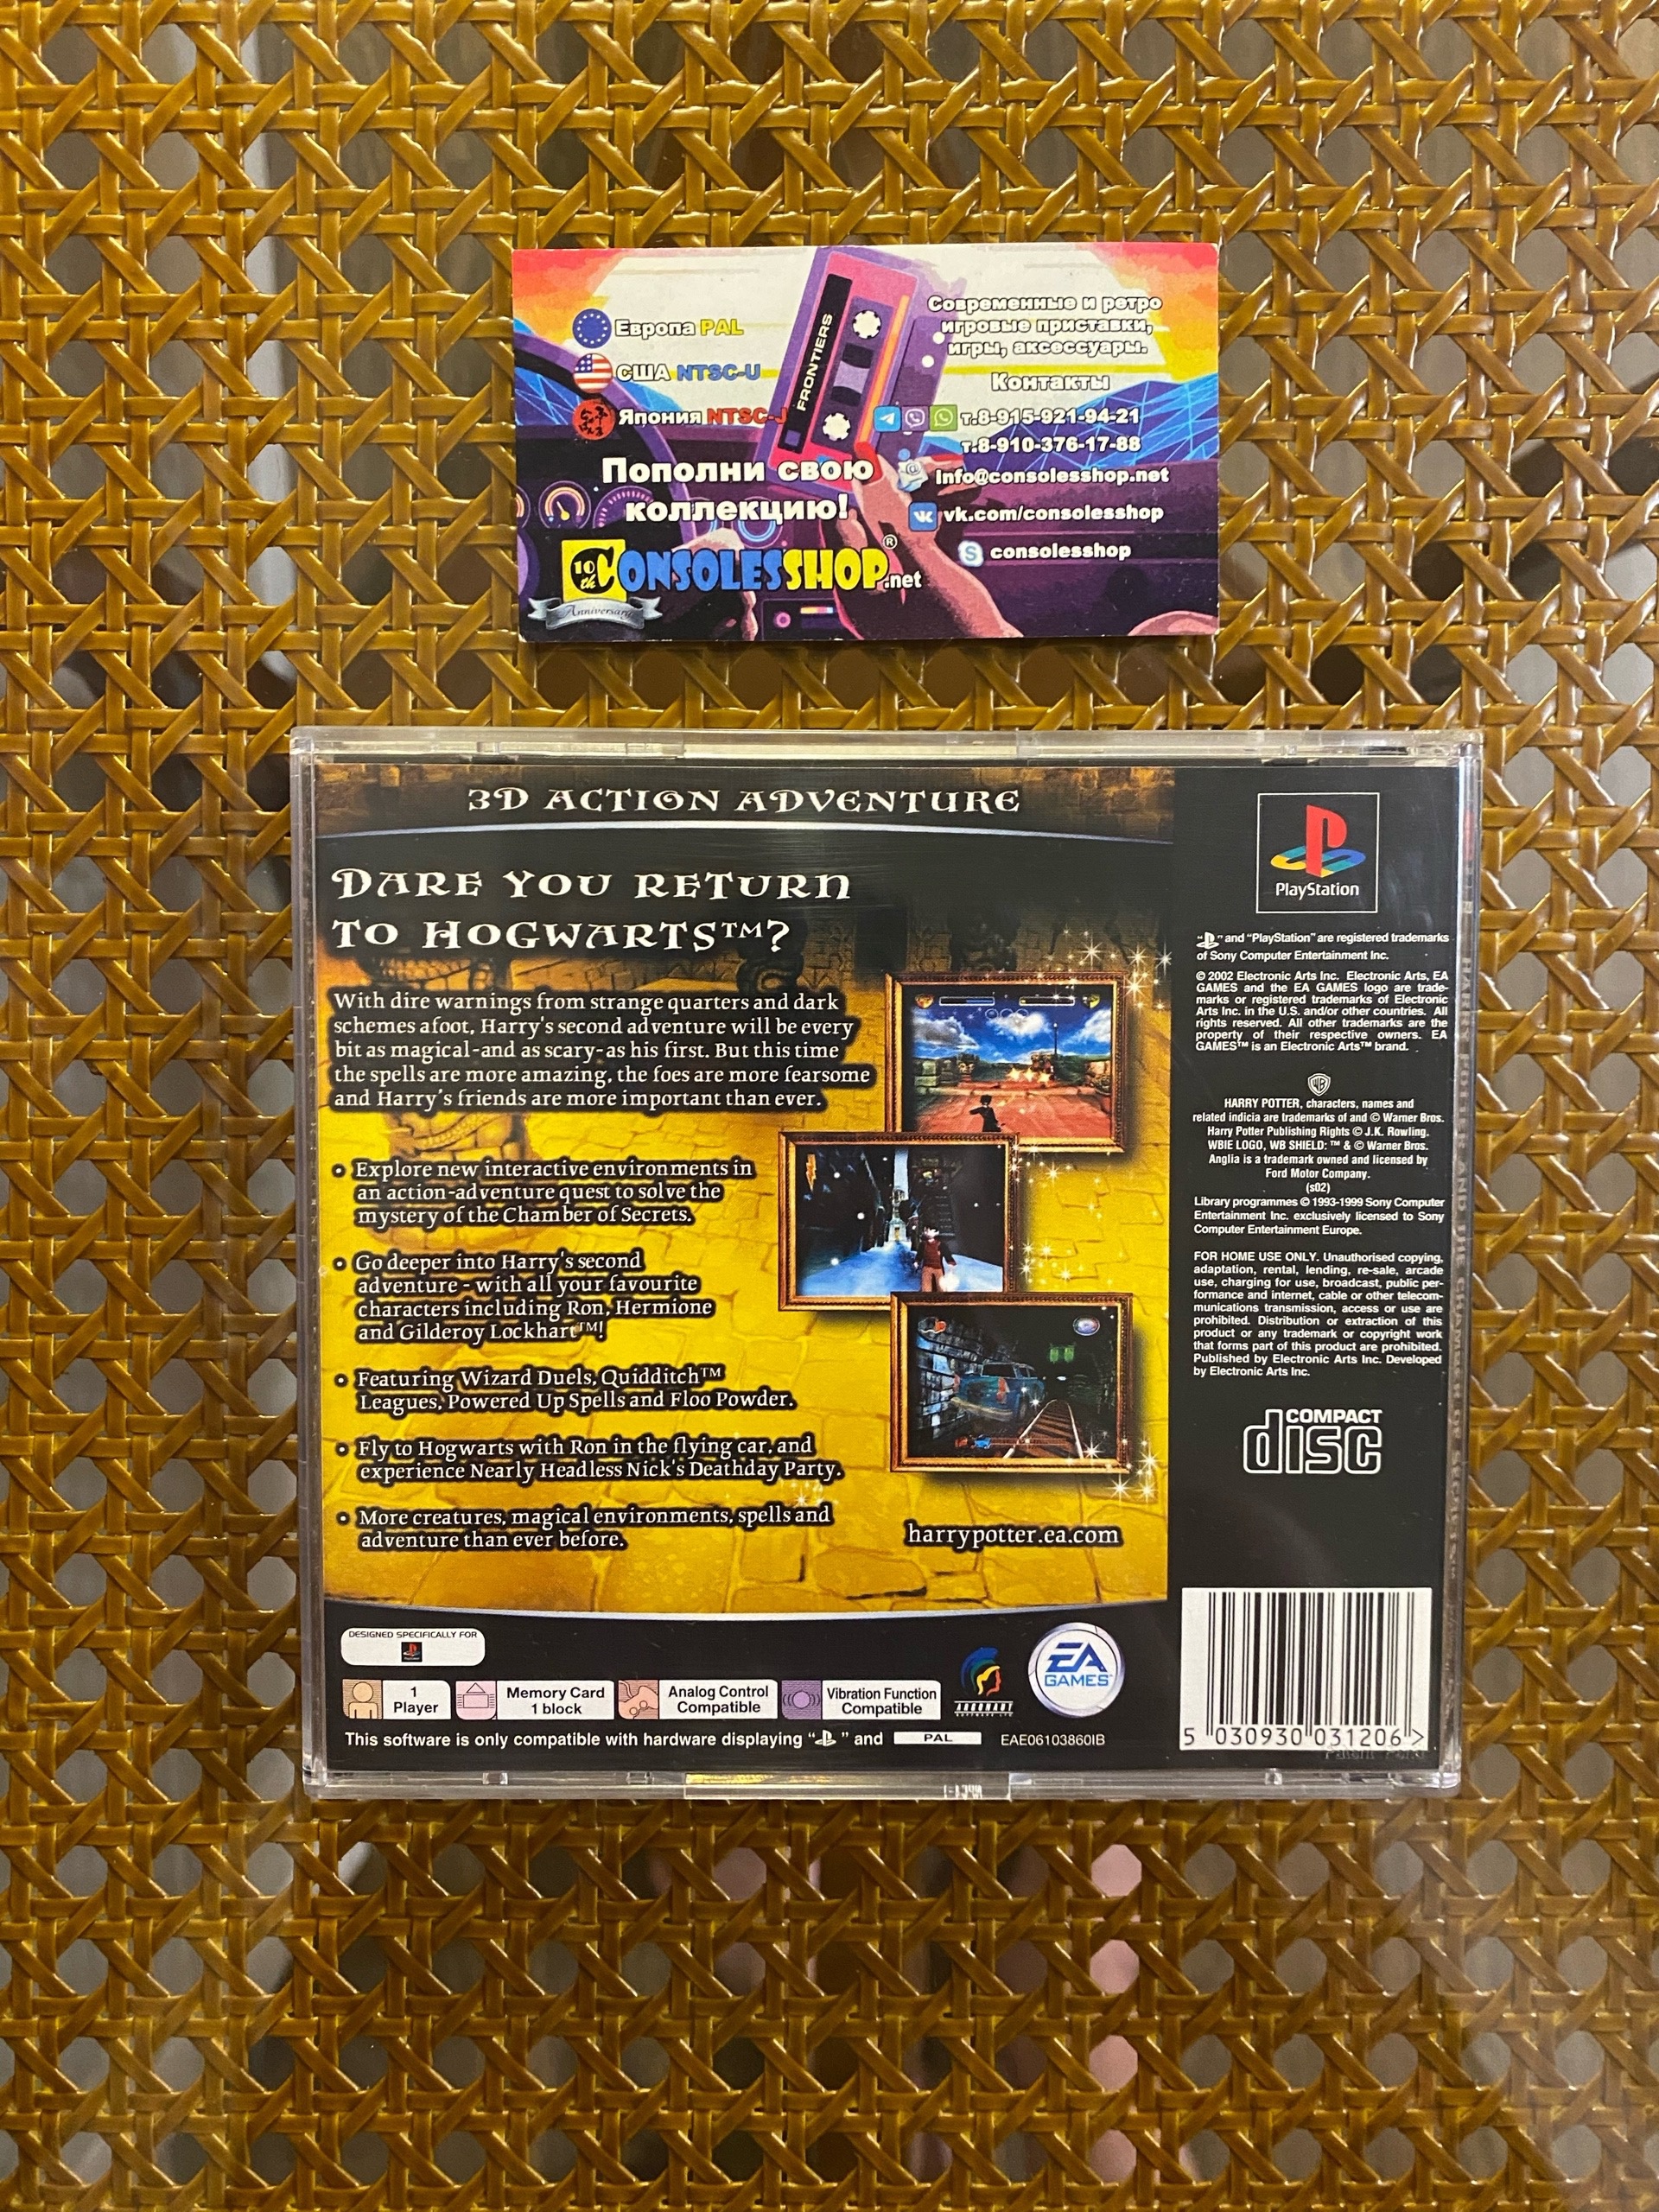 Европа PAL
США NTSC-U
Япония NTSC-J
Пополни свою
коллекцию!
10th
CONSOLESSHOP.net
®
Anniversary
FRONTIERS
Современные и ретро
игровые приставки,
игры, аксессуары.
Контакты
т.8-915-921-94-21
т.8-910-376-17-88
info@consolesshop.net
vk.com/consolesshop
consolesshop
3D ACTION ADVENTURE
DARE YOU RETURN
TO HOGWARTS™?
With dire warnings from strange quarters and dark
schemes afoot, Harry's second adventure will be every
bit as magical-and as scary-as his first. But this time
the spells are more amazing, the foes are more fearsome
and Harry's friends are more important than ever.
• Explore new interactive environments in
an action-adventure quest to solve the
mystery of the Chamber of Secrets.
• Go deeper into Harry's second
adventure - with all your favourite
characters including Ron, Hermione
and Gilderoy Lockhart™!
• Featuring Wizard Duels, Quidditch™
Leagues, Powered Up Spells and Floo Powder.
• Fly to Hogwarts with Ron in the flying car, and
experience Nearly Headless Nick's Deathday Party.
• More creatures, magical environments, spells and
adventure than ever before.
harrypotter.ea.com
DESIGNED SPECIFICALLY FOR
1
Player
Memory Card
1 block
Analog Control
Compatible
Vibration Function
Compatible
ARGONAUT
EA
GAMES
This software is only compatible with hardware displaying " " and PAL
EAE06103860IB
PlayStation
" " and "PlayStation" are registered trademarks
of Sony Computer Entertainment Inc.
© 2002 Electronic Arts Inc. Electronic Arts, EA
GAMES and the EA GAMES logo are trade-
marks or registered trademarks of Electronic
Arts Inc. in the U.S. and/or other countries. All
rights reserved. All other trademarks are the
property of their respective owners. EA
GAMES™ is an Electronic Arts™ brand.
WB
HARRY POTTER, characters, names and
related indicia are trademarks of and © Warner Bros.
Harry Potter Publishing Rights © J.K. Rowling.
WBIE LOGO, WB SHIELD: ™ & © Warner Bros.
Anglia is a trademark owned and licensed by
Ford Motor Company.
(s02)
Library programmes © 1993-1999 Sony Computer
Entertainment Inc. exclusively licensed to Sony
Computer Entertainment Europe.
FOR HOME USE ONLY. Unauthorised copying,
adaptation, rental, lending, re-sale, arcade
use, charging for use, broadcast, public per-
formance and internet, cable or other telecom-
munications transmission, access or use are
prohibited. Distribution or extraction of this
product or any trademark or copyright work
that forms part of this product are prohibited.
Published by Electronic Arts Inc. Developed
by Electronic Arts Inc.
COMPACT
disc
5 030930 031206 >